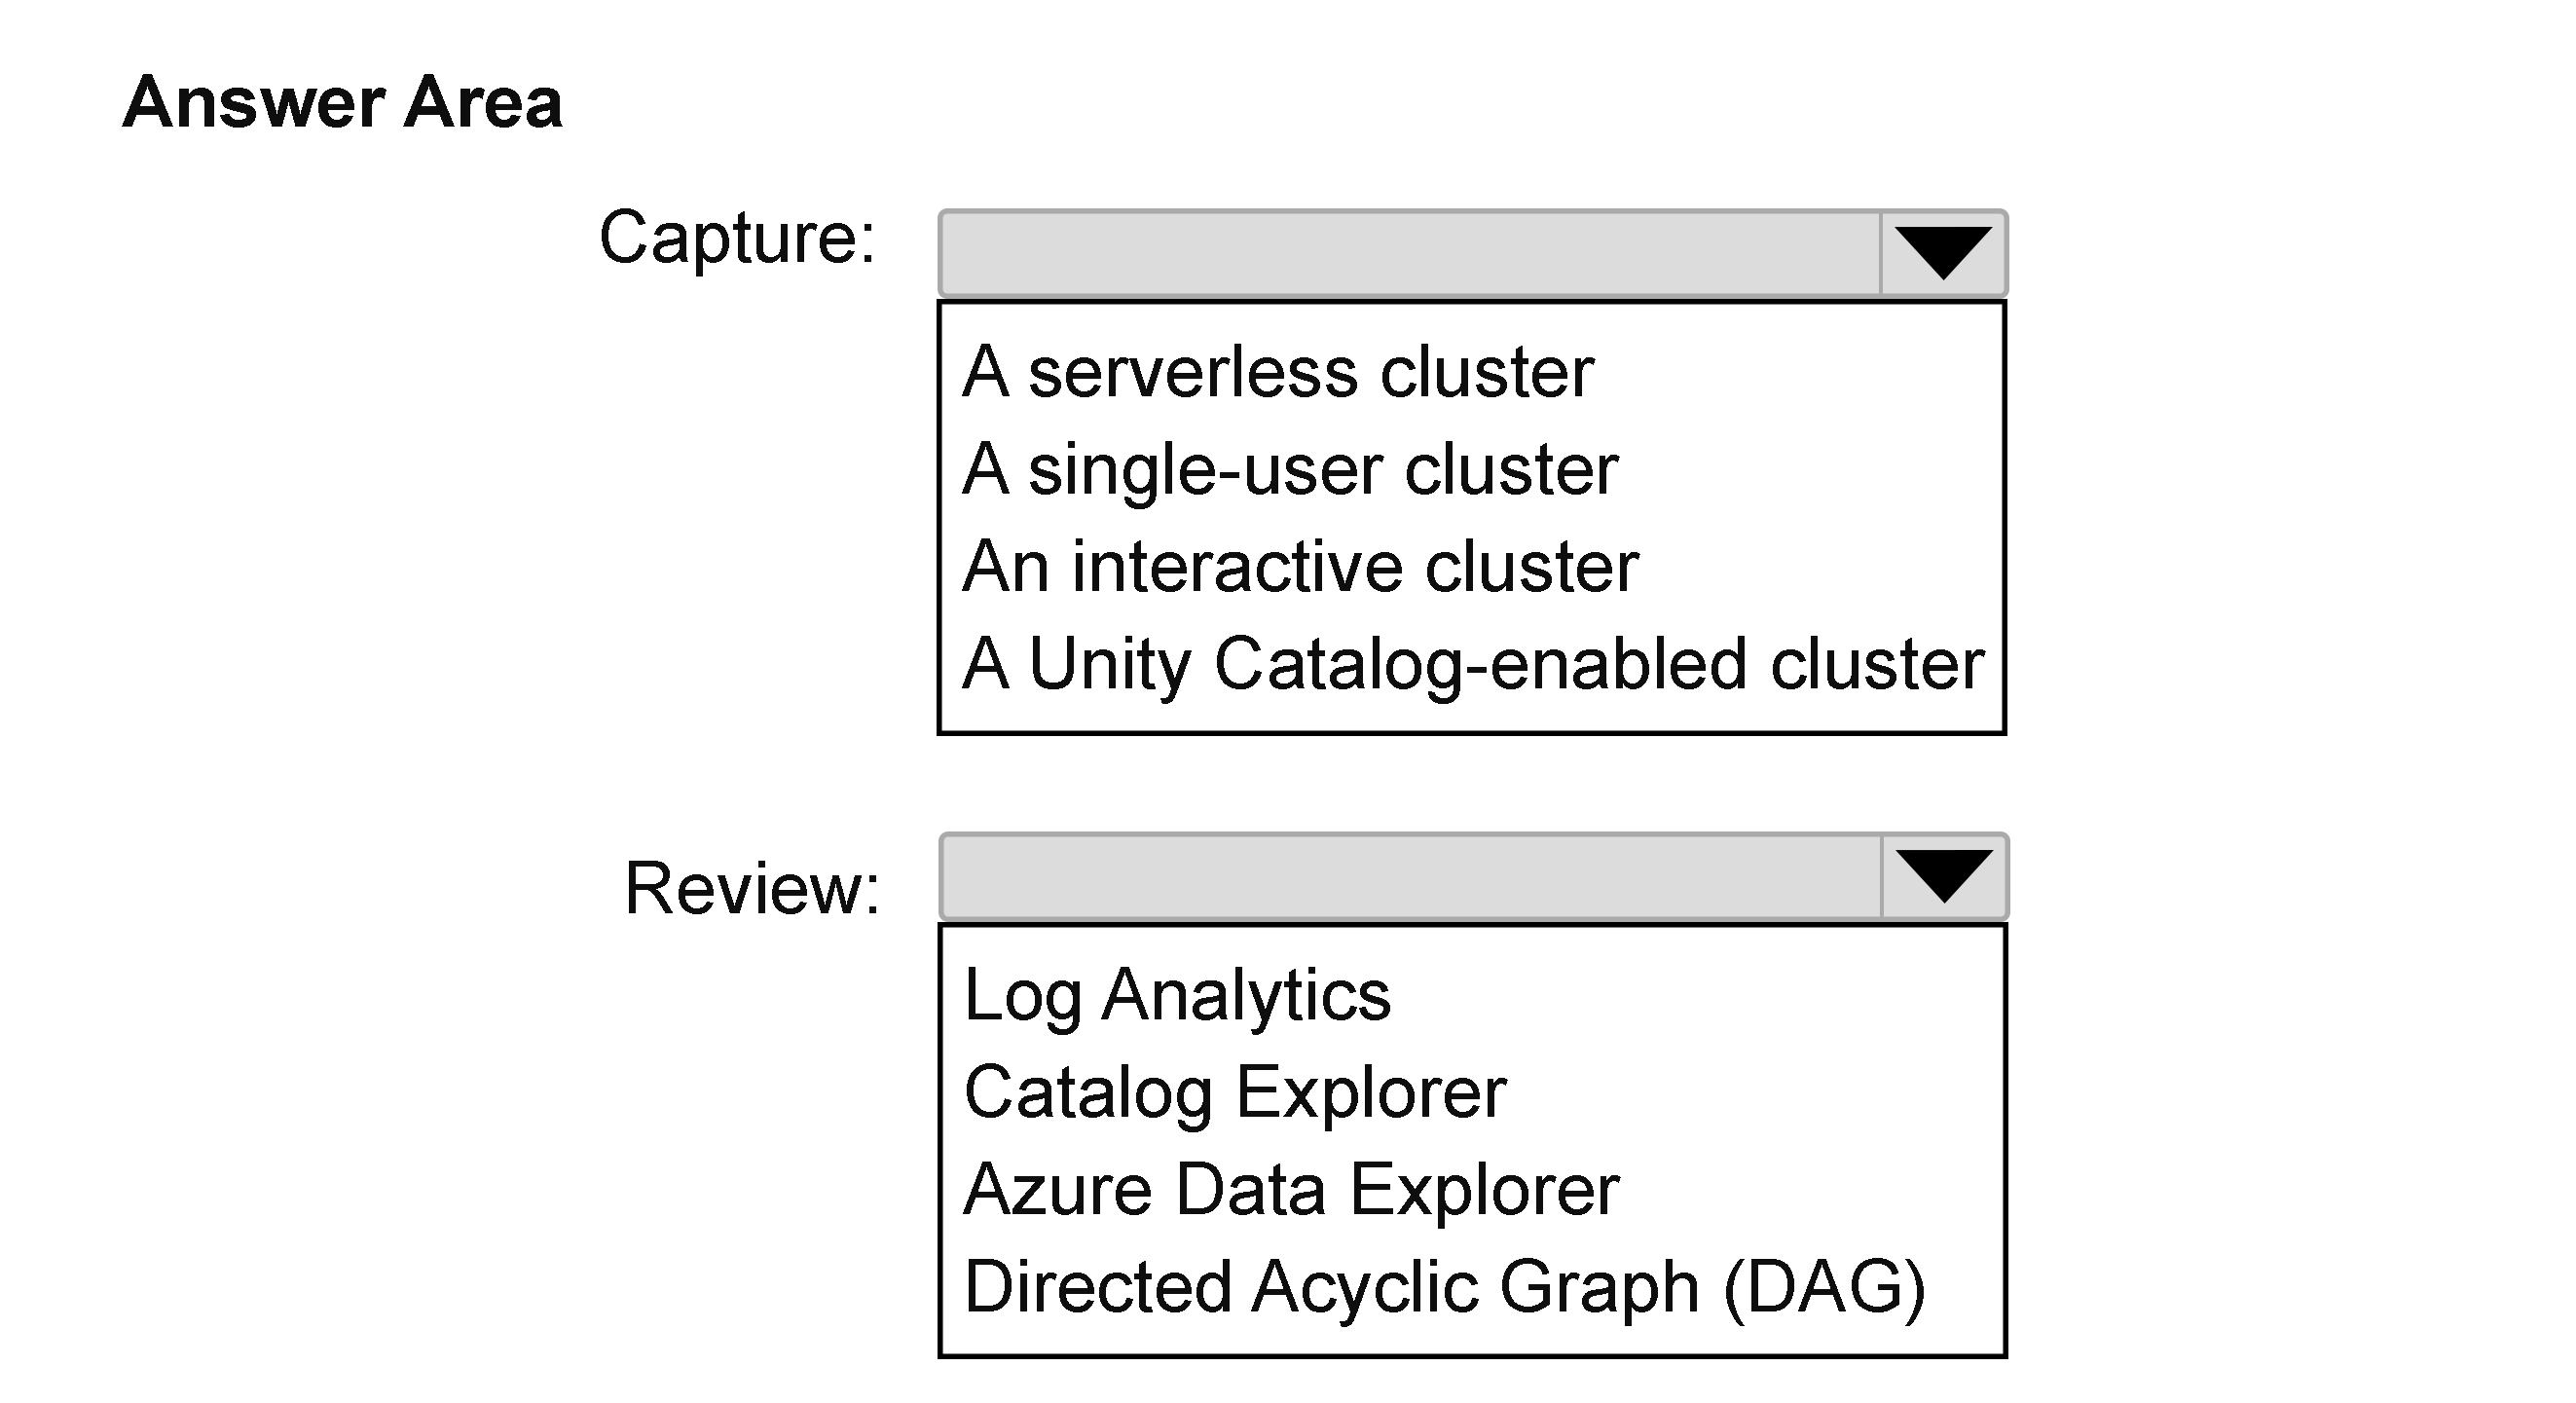 Answer Area
Capture:
A serverless cluster
A single-user cluster
An interactive cluster
A Unity Catalog-enabled cluster
Review:
Log Analytics
Catalog Explorer
Azure Data Explorer
Directed Acyclic Graph (DAG)